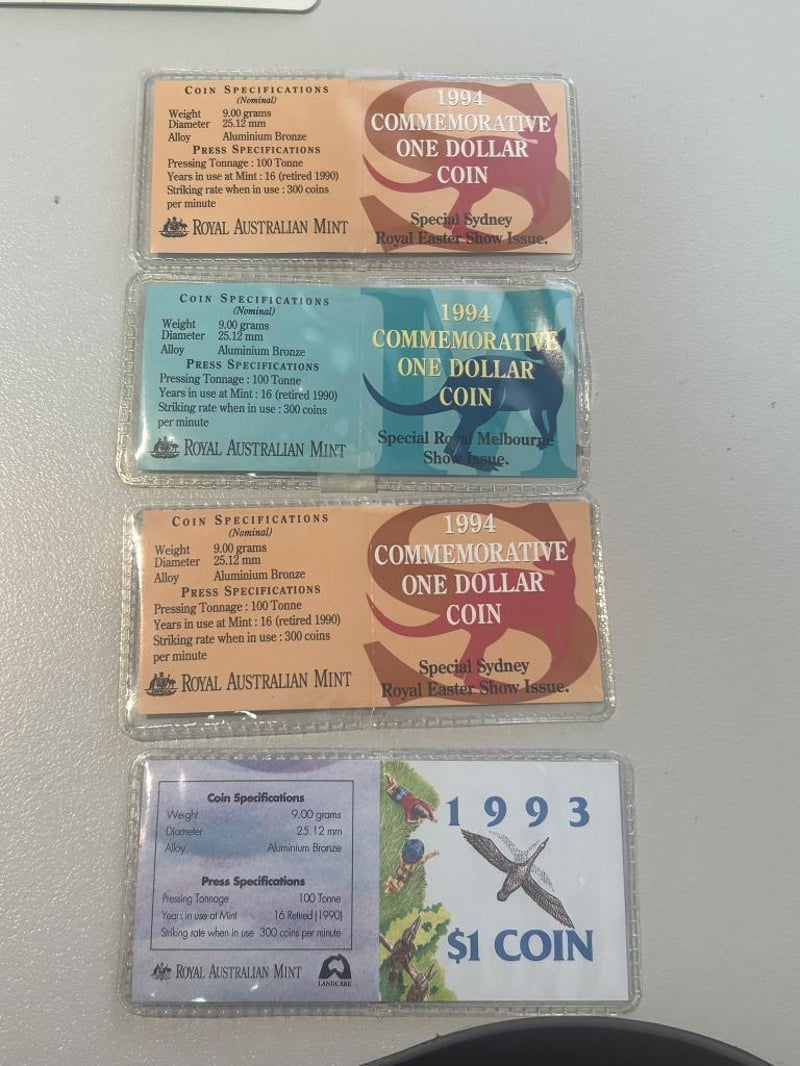 COIN SPECIFICATIONS
(Nominal)
Weight 9.00 grams
Diameter 25.12 mm
Alloy Aluminium Bronze
PRESS SPECIFICATIONS
Pressing Tonnage : 100 Tonne
Years in use at Mint : 16 (retired 1990)
Striking rate when in use : 300 coins
per minute
ROYAL AUSTRALIAN MINT
1994
COMMEMORATIVE
ONE DOLLAR
COIN
Special Sydney
Royal Easter Show Issue.
COIN SPECIFICATIONS
(Nominal)
Weight 9.00 grams
Diameter 25.12 mm
Alloy Aluminium Bronze
PRESS SPECIFICATIONS
Pressing Tonnage : 100 Tonne
Years in use at Mint : 16 (retired 1990)
Striking rate when in use : 300 coins
per minute
ROYAL AUSTRALIAN MINT
1994
COMMEMORATIVE
ONE DOLLAR
COIN
Special Royal Melbourne
Show Issue.
COIN SPECIFICATIONS
(Nominal)
Weight 9.00 grams
Diameter 25.12 mm
Alloy Aluminium Bronze
PRESS SPECIFICATIONS
Pressing Tonnage : 100 Tonne
Years in use at Mint : 16 (retired 1990)
Striking rate when in use : 300 coins
per minute
ROYAL AUSTRALIAN MINT
1994
COMMEMORATIVE
ONE DOLLAR
COIN
Special Sydney
Royal Easter Show Issue.
Coin Specifications
Weight 9.00 grams
Diameter 25.12 mm
Alloy Aluminium Bronze
Press Specifications
Pressing Tonnage 100 Tonne
Years in use at Mint 16 Retired (1990)
Striking rate when in use 300 coins per minute
ROYAL AUSTRALIAN MINT
LANDCARE
1993
$1 COIN